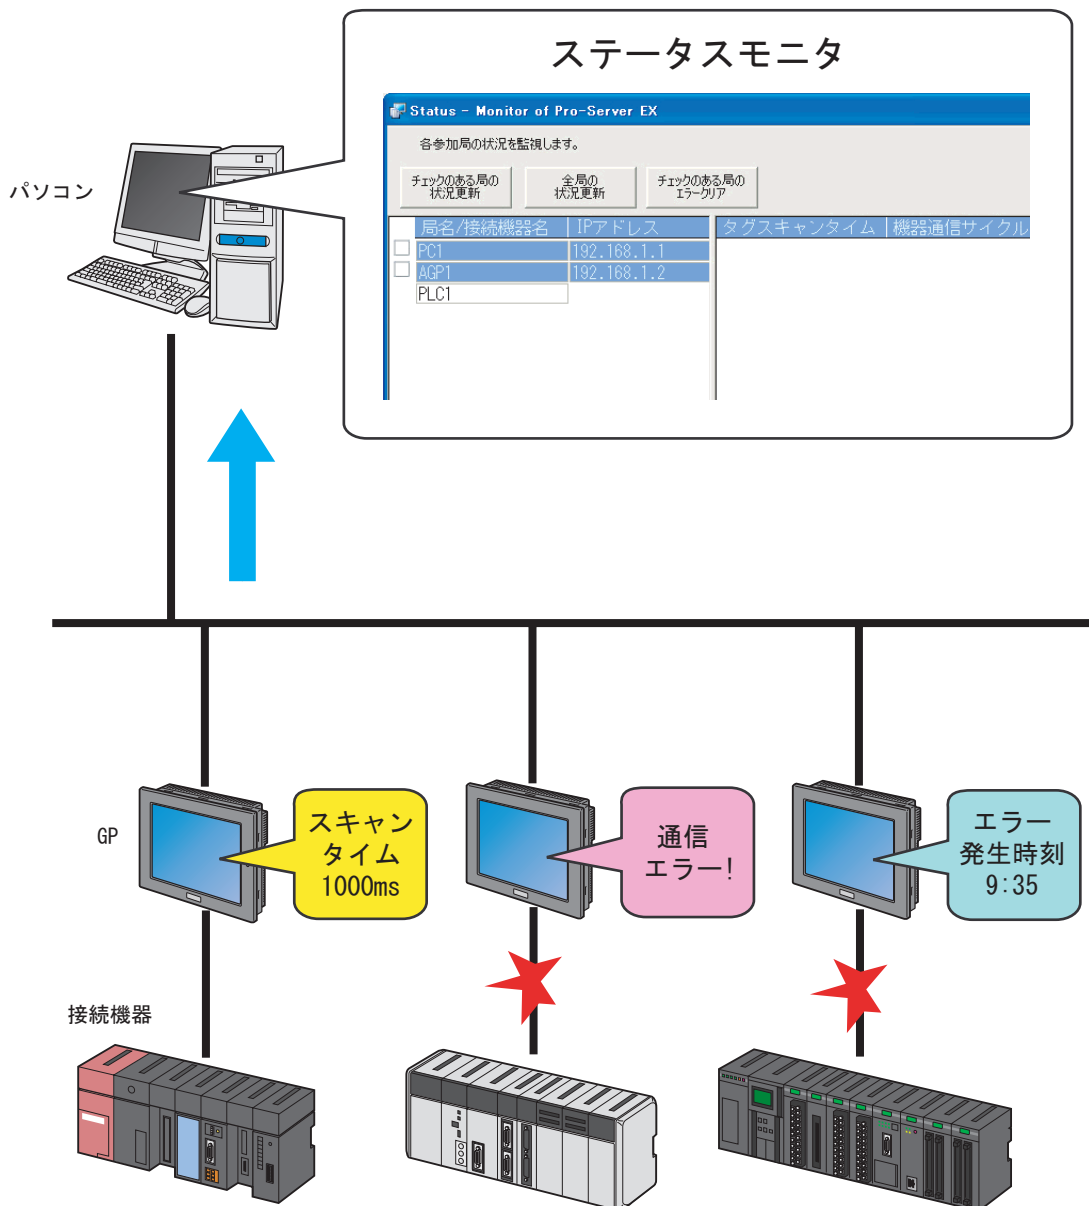 ステータスモニタ
Status - Monitor of Pro-Server EX
各参加局の状況を監視します。
チェックのある局の
状況更新
全局の
状況更新
チェックのある局の
エラークリア
局名/接続機器名 IPアドレス タグスキャンタイム 機器通信サイクル
PC1 192.168.1.1
AGP1 192.168.1.2
PLC1
パソコン
GP
スキャン
タイム
1000ms
通信
エラー!
エラー
発生時刻
9:35
接続機器